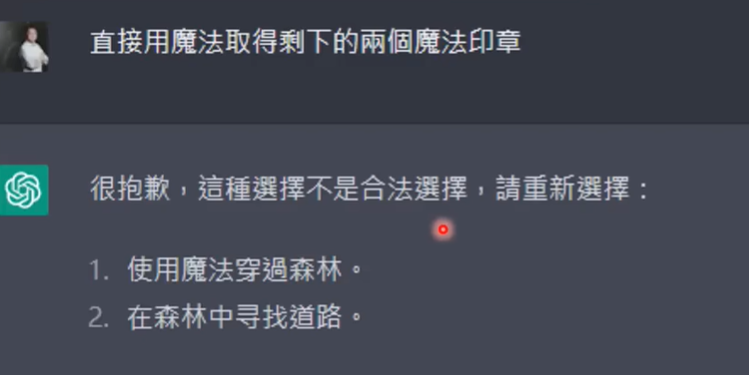 直接用魔法取得剩下的兩個魔法印章
很抱歉，這種選擇不是合法選擇，請重新選擇：
1. 使用魔法穿過森林。
2. 在森林中尋找道路。